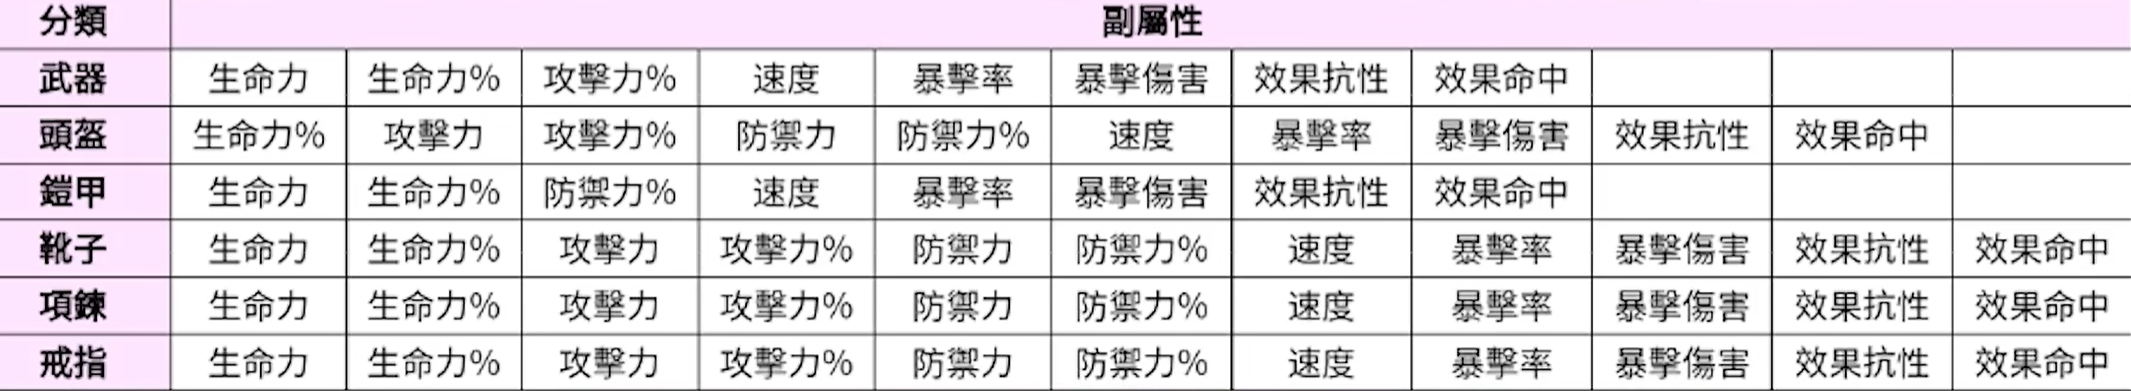 分類 副屬性
武器 生命力 生命力% 攻擊力% 速度 暴擊率 暴擊傷害 效果抗性 效果命中
頭盔 生命力% 攻擊力 攻擊力% 防禦力 防禦力% 速度 暴擊率 暴擊傷害 效果抗性 效果命中
鎧甲 生命力 生命力% 防禦力% 速度 暴擊率 暴擊傷害 效果抗性 效果命中
靴子 生命力 生命力% 攻擊力 攻擊力% 防禦力 防禦力% 速度 暴擊率 暴擊傷害 效果抗性 效果命中
項鍊 生命力 生命力% 攻擊力 攻擊力% 防禦力 防禦力% 速度 暴擊率 暴擊傷害 效果抗性 效果命中
戒指 生命力 生命力% 攻擊力 攻擊力% 防禦力 防禦力% 速度 暴擊率 暴擊傷害 效果抗性 效果命中